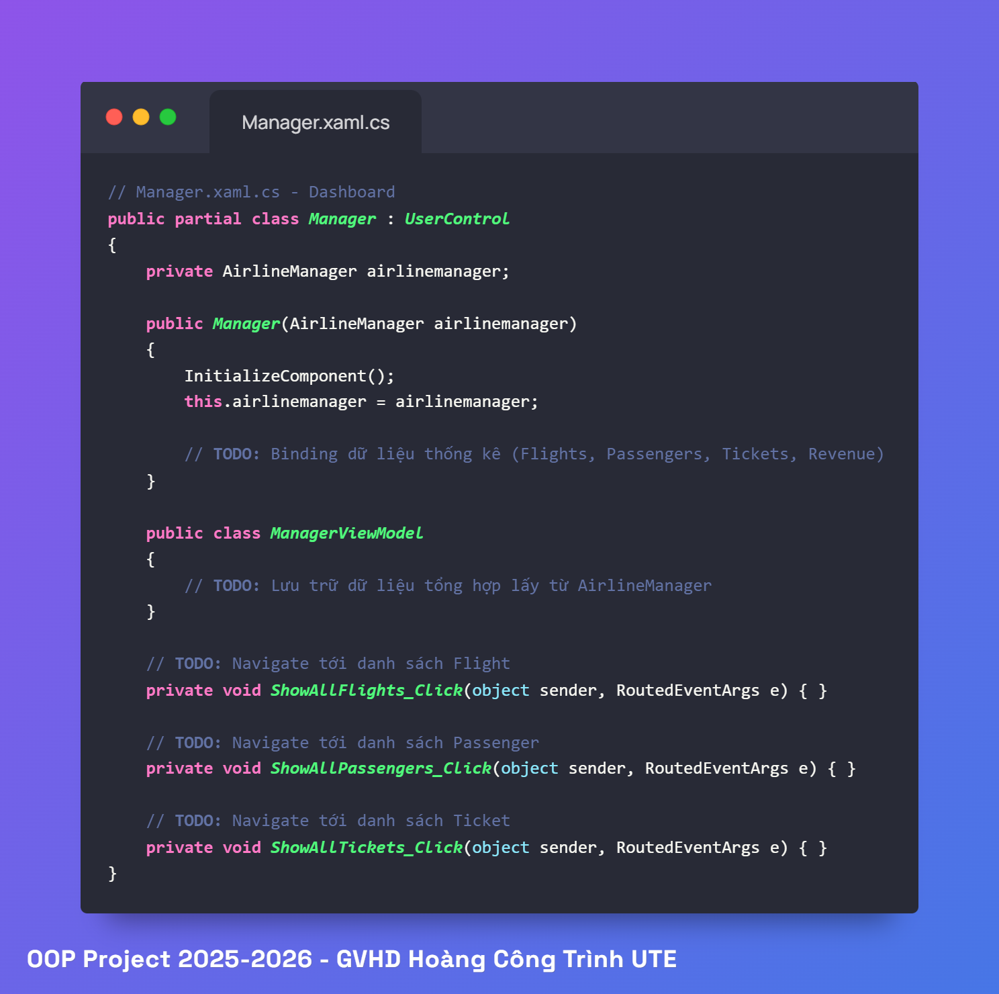 Manager.xaml.cs
// Manager.xaml.cs - Dashboard
public partial class Manager : UserControl
{
    private AirlineManager airlinemanager;
    public Manager(AirlineManager airlinemanager)
    {
        InitializeComponent();
        this.airlinemanager = airlinemanager;
        // TODO: Binding dữ liệu thống kê (Flights, Passengers, Tickets, Revenue)
    }
    public class ManagerViewModel
    {
        // TODO: Lưu trữ dữ liệu tổng hợp lấy từ AirlineManager
    }
    // TODO: Navigate tới danh sách Flight
    private void ShowAllFlights_Click(object sender, RoutedEventArgs e) { }
    // TODO: Navigate tới danh sách Passenger
    private void ShowAllPassengers_Click(object sender, RoutedEventArgs e) { }
    // TODO: Navigate tới danh sách Ticket
    private void ShowAllTickets_Click(object sender, RoutedEventArgs e) { }
}
OOP Project 2025-2026 - GVHD Hoàng Công Trình UTE